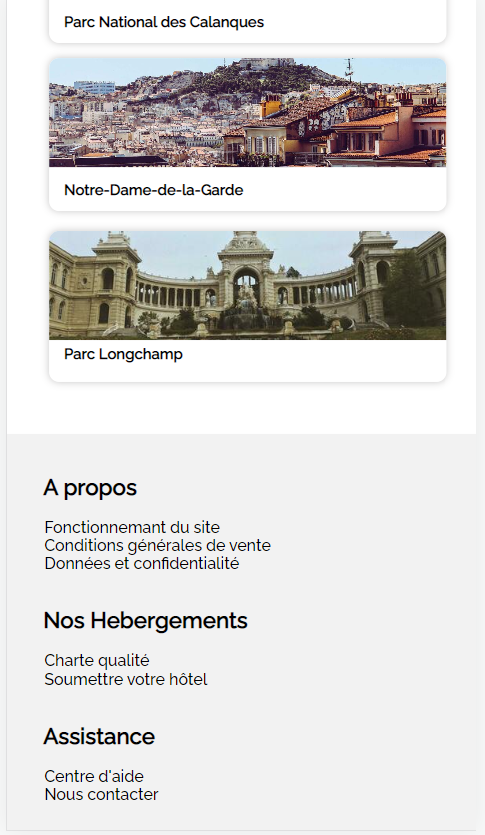 Parc National des Calanques
Notre-Dame-de-la-Garde
Parc Longchamp
A propos
Fonctionnemant du site
Conditions générales de vente
Données et confidentialité
Nos Hebergements
Charte qualité
Soumettre votre hôtel
Assistance
Centre d'aide
Nous contacter